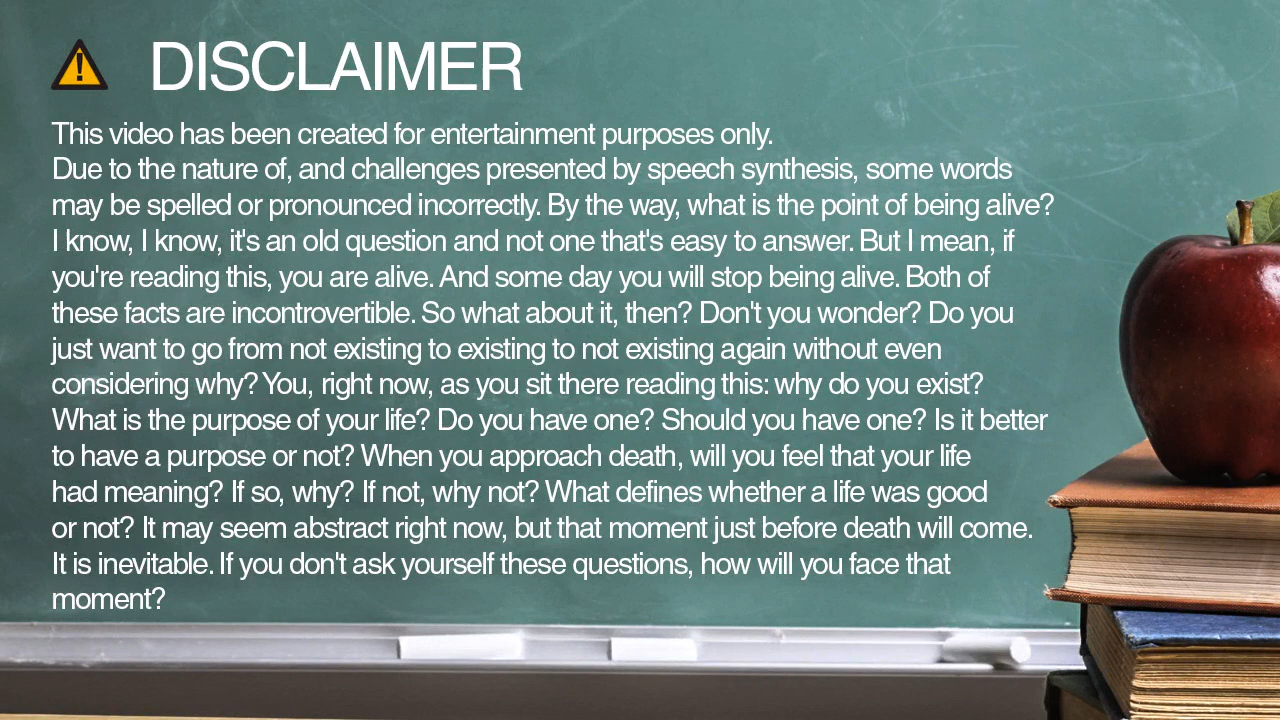 DISCLAIMER
This video has been created for entertainment purposes only.
Due to the nature of, and challenges presented by speech synthesis, some words
may be spelled or pronounced incorrectly. By the way, what is the point of being alive?
I know, I know, it's an old question and not one that's easy to answer. But I mean, if
you're reading this, you are alive. And some day you will stop being alive. Both of
these facts are incontrovertible. So what about it, then? Don't you wonder? Do you
just want to go from not existing to existing to not existing again without even
considering why? You, right now, as you sit there reading this: why do you exist?
What is the purpose of your life? Do you have one? Should you have one? Is it better
to have a purpose or not? When you approach death, will you feel that your life
had meaning? If so, why? If not, why not? What defines whether a life was good
or not? It may seem abstract right now, but that moment just before death will come.
It is inevitable. If you don't ask yourself these questions, how will you face that
moment?